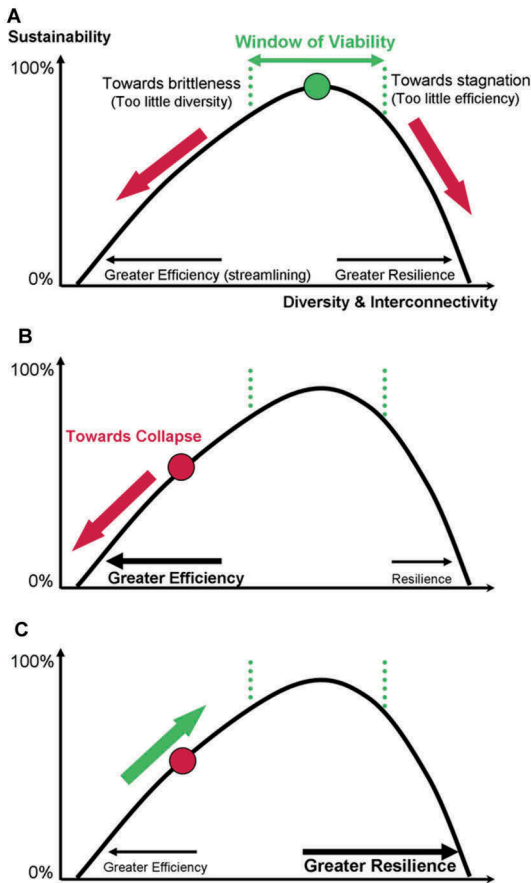 A
Sustainability
Window of Viability
100%
Towards brittleness
(Too little diversity)
Towards stagnation
(Too little efficiency)
Greater Efficiency (streamlining)
Greater Resilience
0%
Diversity & Interconnectivity
B
100%
Towards Collapse
0%
Greater Efficiency
Resilience
C
100%
Greater Efficiency
Greater Resilience
0%